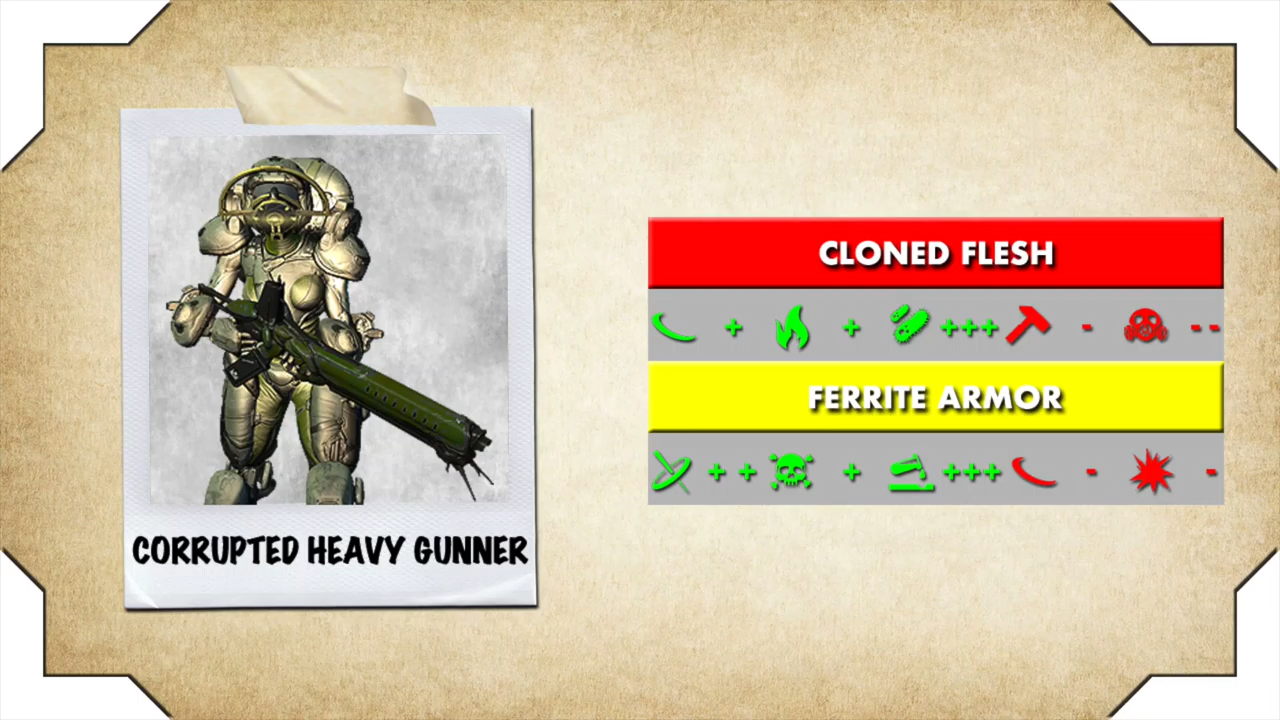 CLONED FLESH
+ + +++ - --
FERRITE ARMOR
++ + +++ - -
CORRUPTED HEAVY GUNNER